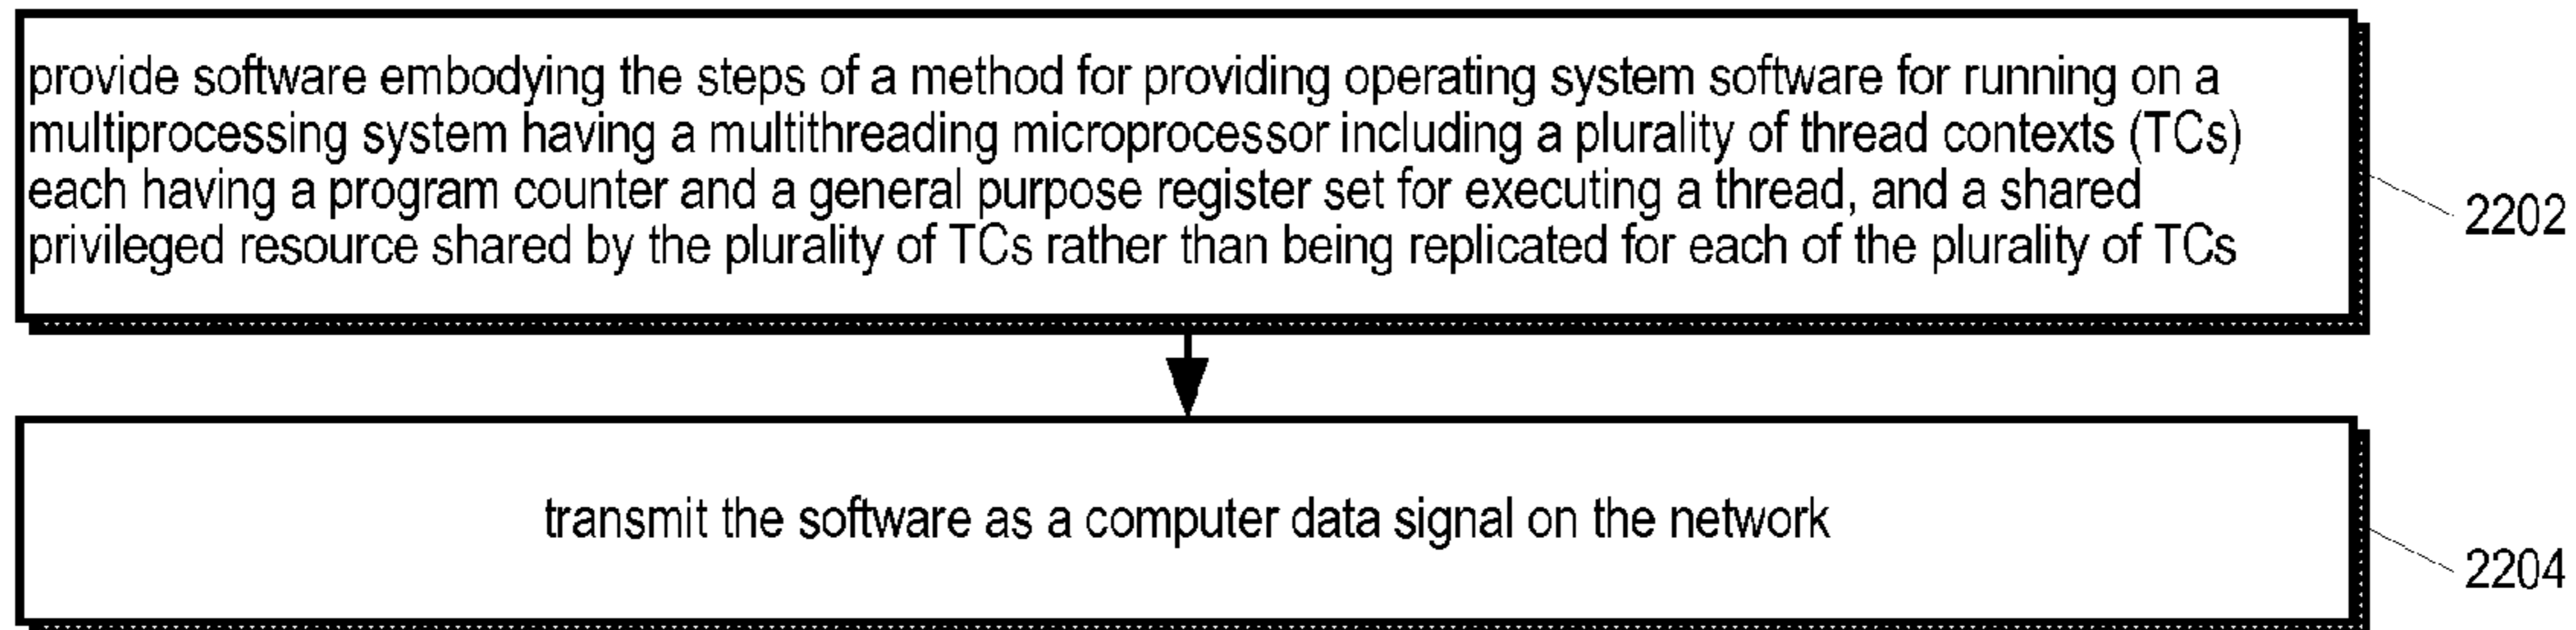 provide software embodying the steps of a method for providing operating system software for running on a
multiprocessing system having a multithreading microprocessor including a plurality of thread contexts (TCs)
each having a program counter and a general purpose register set for executing a thread, and a shared
privileged resource shared by the plurality of TCs rather than being replicated for each of the plurality of TCs
2202
transmit the software as a computer data signal on the network
2204